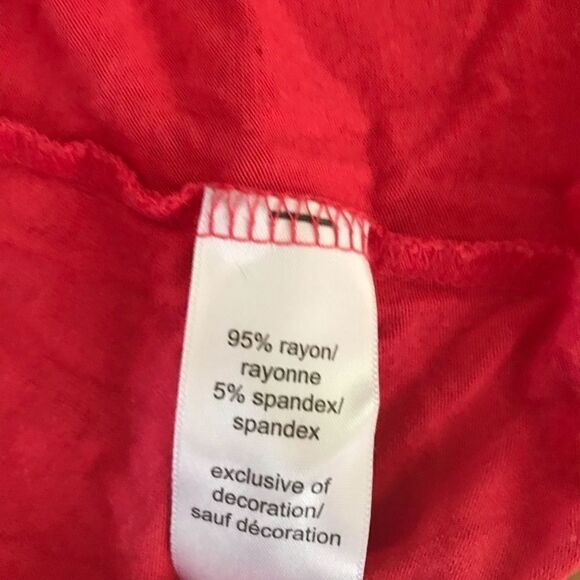 95% rayon/
rayonne
5% spandex/
spandex
exclusive of
decoration/
sauf décoration